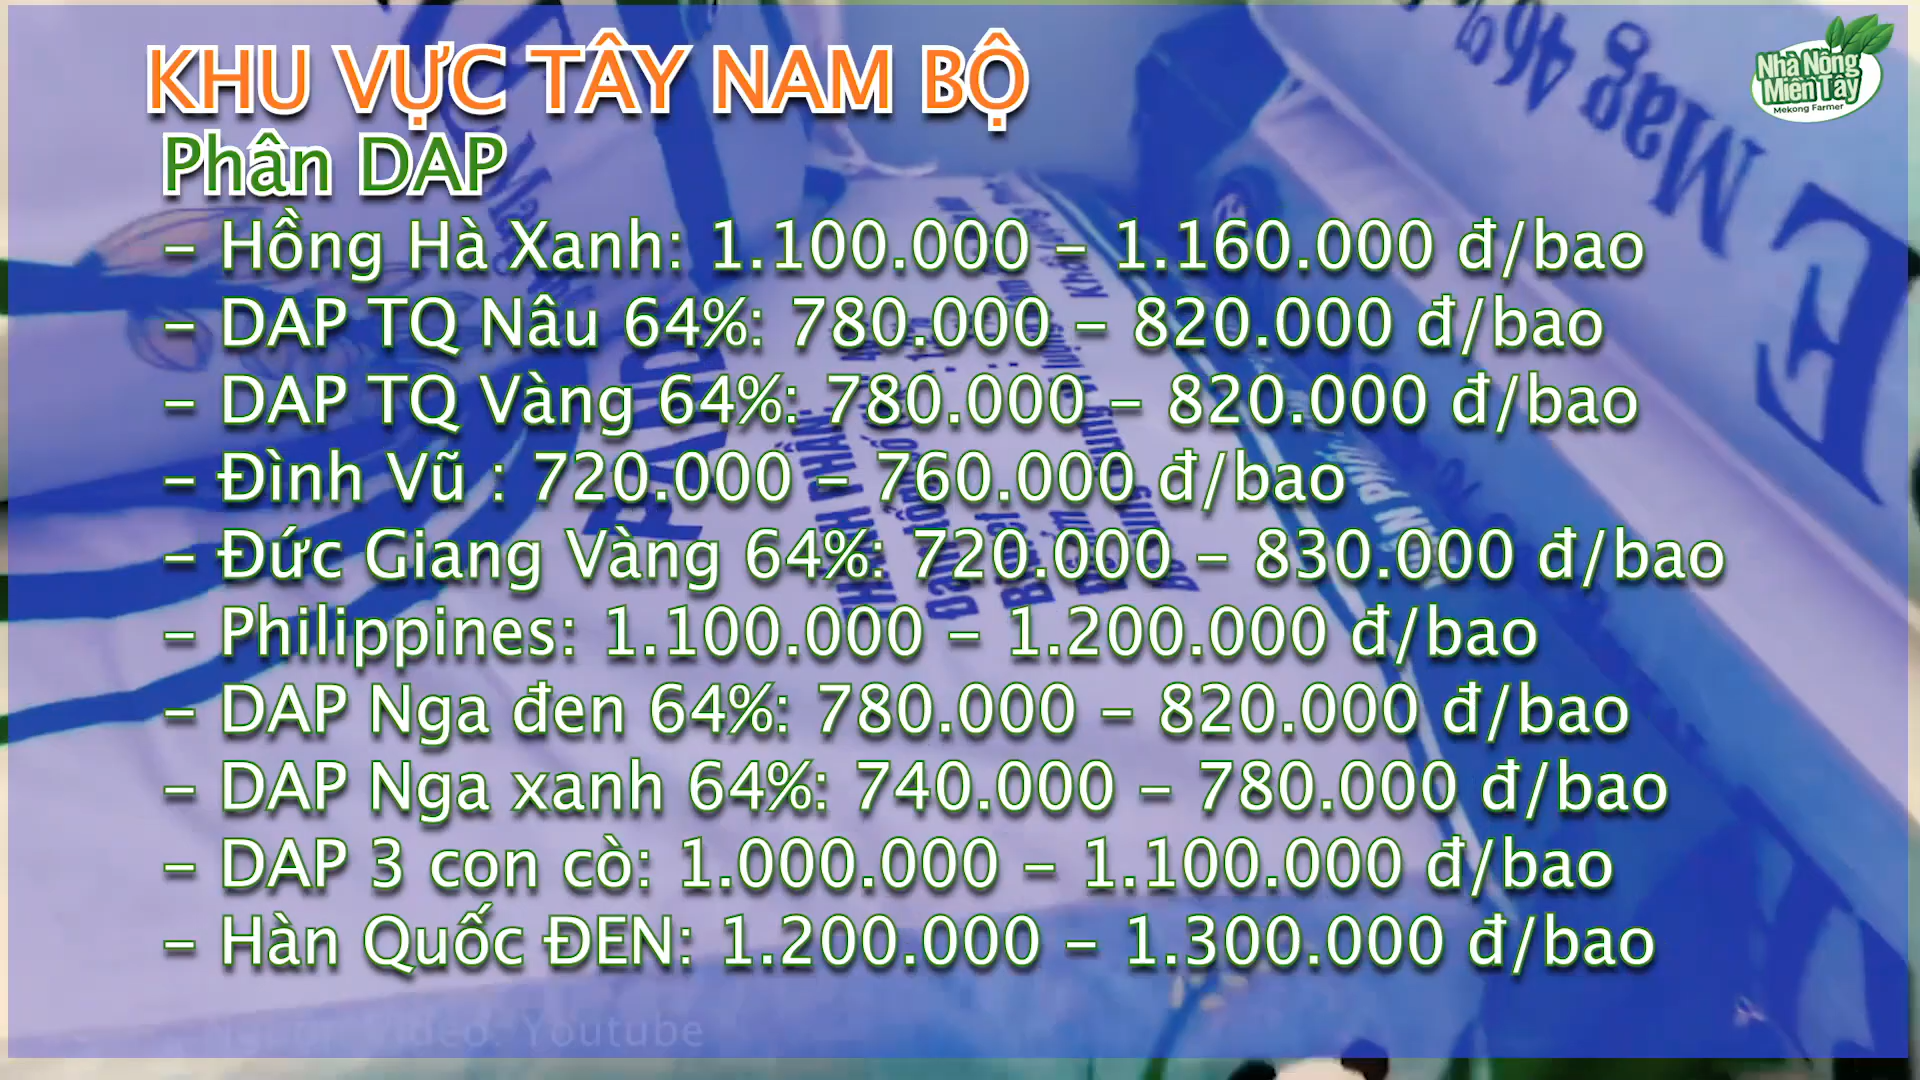 KHU VỰC TÂY NAM BỘ
Nhà Nông
Miền Tây
Mekong Farmer
Phân DAP
– Hồng Hà Xanh: 1.100.000 – 1.160.000 đ/bao
– DAP TQ Nâu 64%: 780.000 – 820.000 đ/bao
– DAP TQ Vàng 64%: 780.000 – 820.000 đ/bao
– Đình Vũ : 720.000 – 760.000 đ/bao
– Đức Giang Vàng 64%: 720.000 – 830.000 đ/bao
– Philippines: 1.100.000 – 1.200.000 đ/bao
– DAP Nga đen 64%: 780.000 – 820.000 đ/bao
– DAP Nga xanh 64%: 740.000 – 780.000 đ/bao
– DAP 3 con cò: 1.000.000 – 1.100.000 đ/bao
– Hàn Quốc ĐEN: 1.200.000 – 1.300.000 đ/bao
Nguồn Video: Youtube
46%
Mag
E
THÀNH PHẦN: